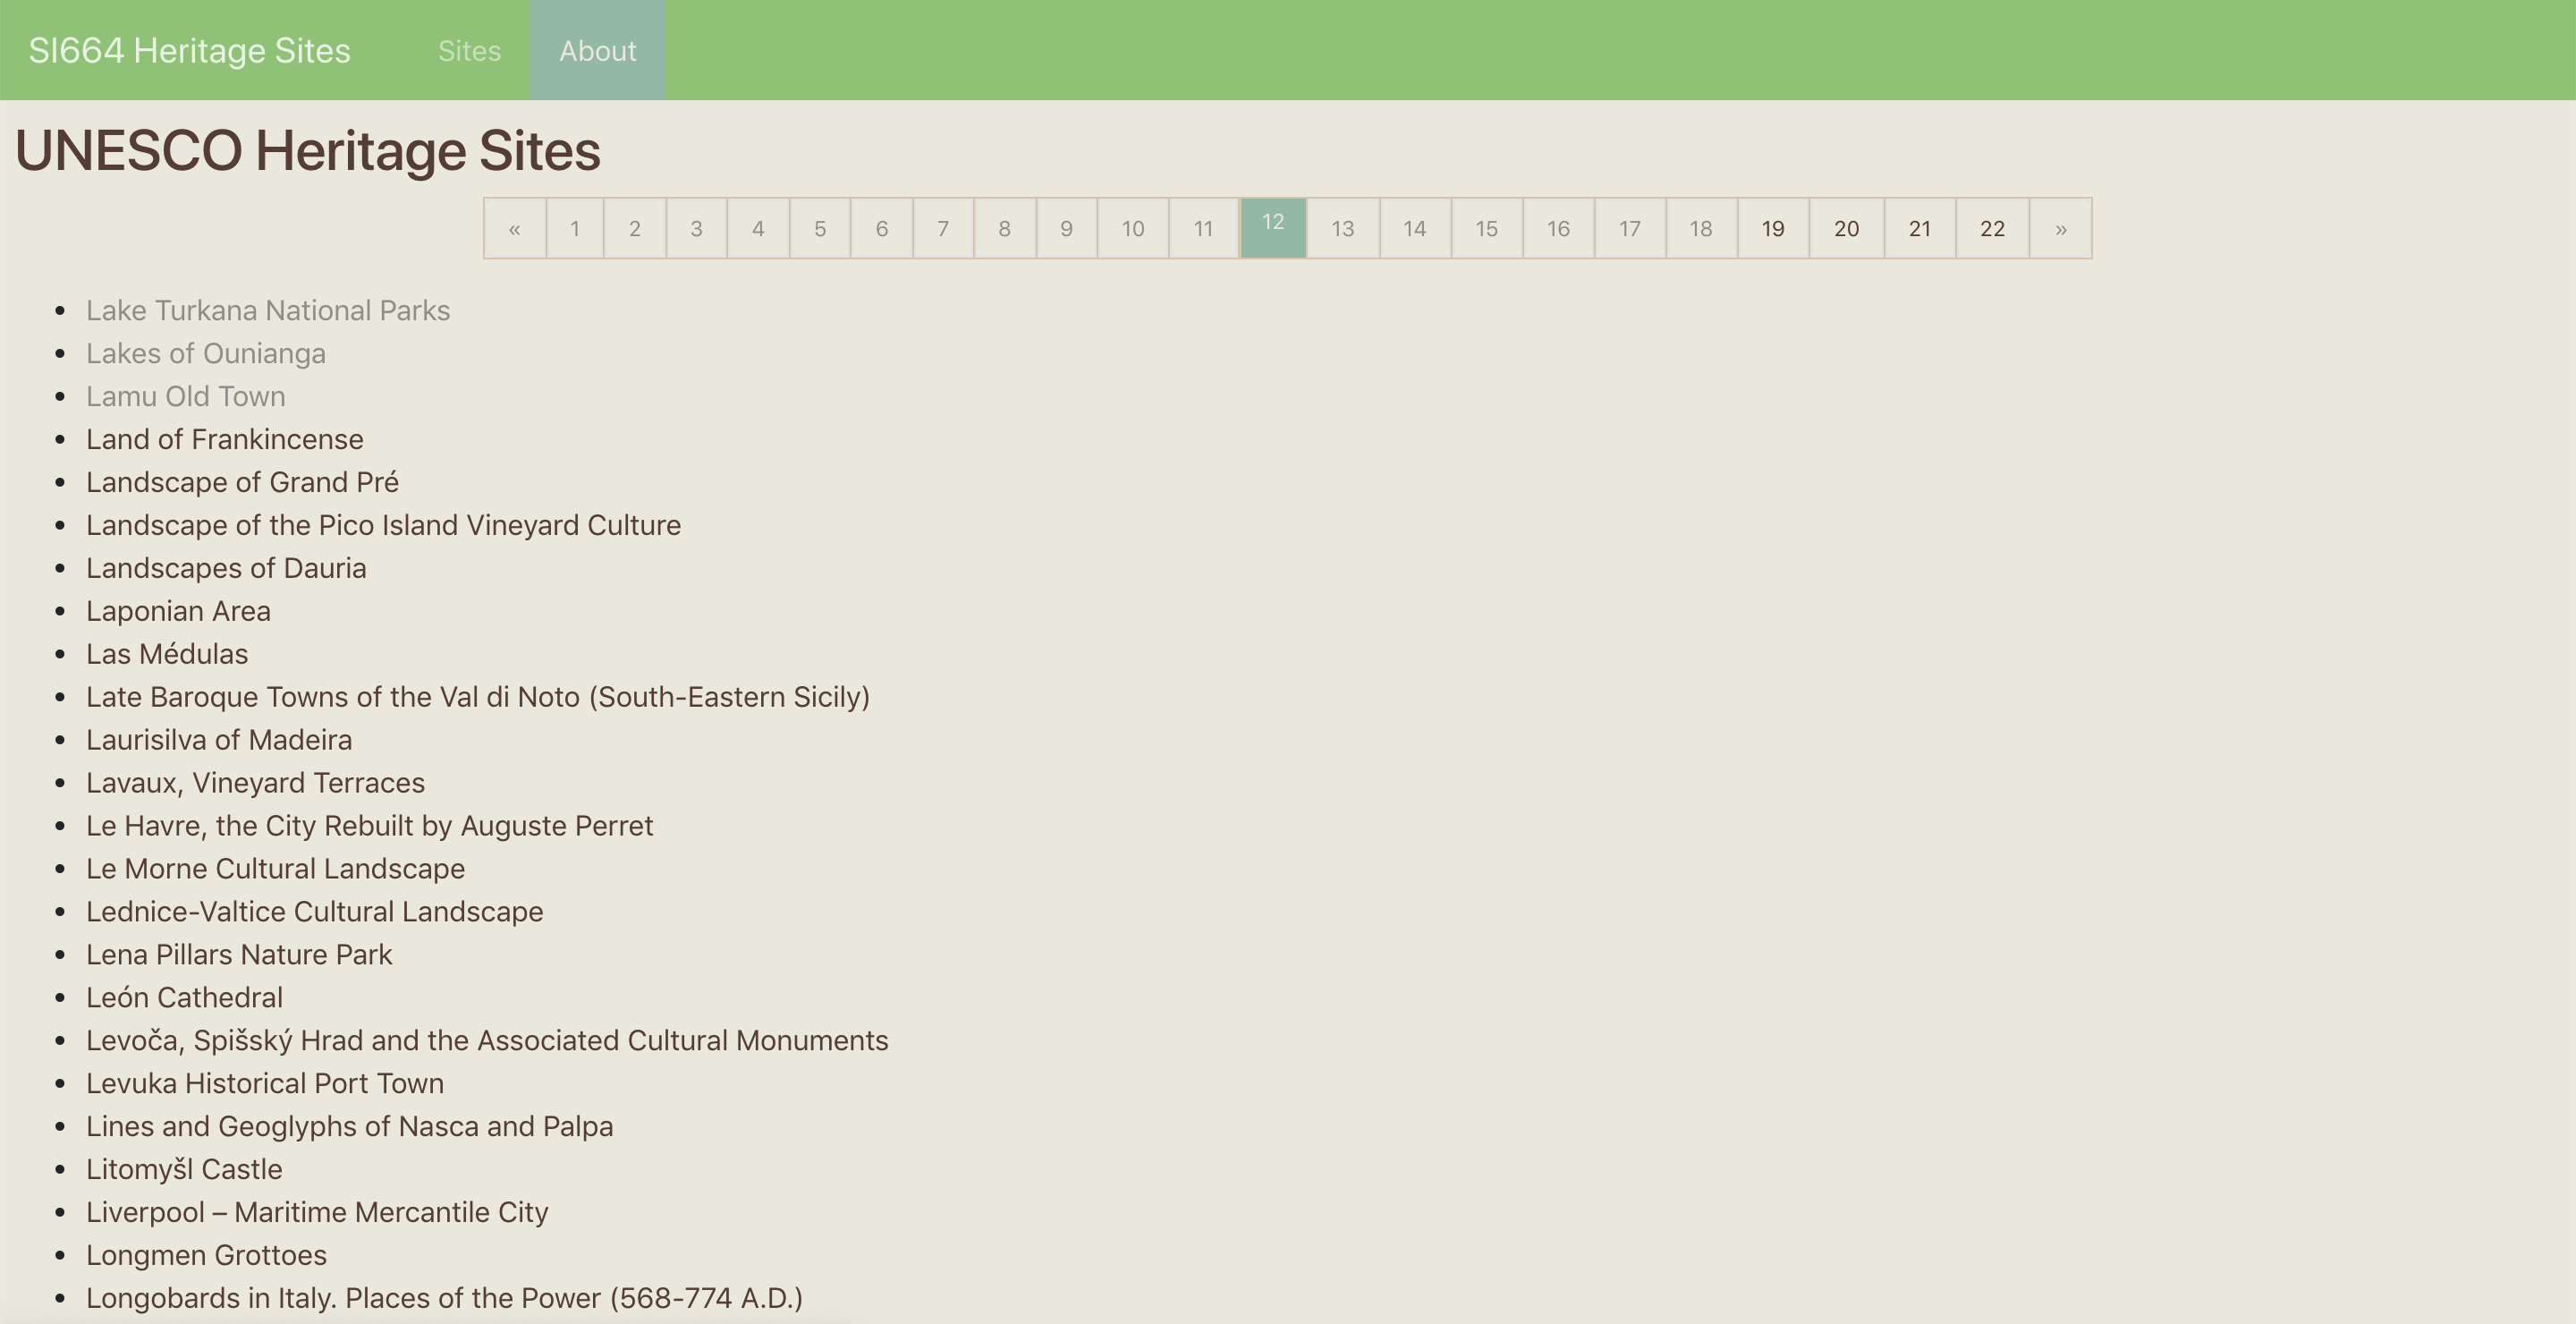 SI664 Heritage Sites Sites About
UNESCO Heritage Sites
« 1 2 3 4 5 6 7 8 9 10 11 12 13 14 15 16 17 18 19 20 21 22 »
• Lake Turkana National Parks
• Lakes of Ounianga
• Lamu Old Town
• Land of Frankincense
• Landscape of Grand Pré
• Landscape of the Pico Island Vineyard Culture
• Landscapes of Dauria
• Laponian Area
• Las Médulas
• Late Baroque Towns of the Val di Noto (South-Eastern Sicily)
• Laurisilva of Madeira
• Lavaux, Vineyard Terraces
• Le Havre, the City Rebuilt by Auguste Perret
• Le Morne Cultural Landscape
• Lednice-Valtice Cultural Landscape
• Lena Pillars Nature Park
• León Cathedral
• Levoča, Spišský Hrad and the Associated Cultural Monuments
• Levuka Historical Port Town
• Lines and Geoglyphs of Nasca and Palpa
• Litomyšl Castle
• Liverpool – Maritime Mercantile City
• Longmen Grottoes
• Longobards in Italy. Places of the Power (568-774 A.D.)